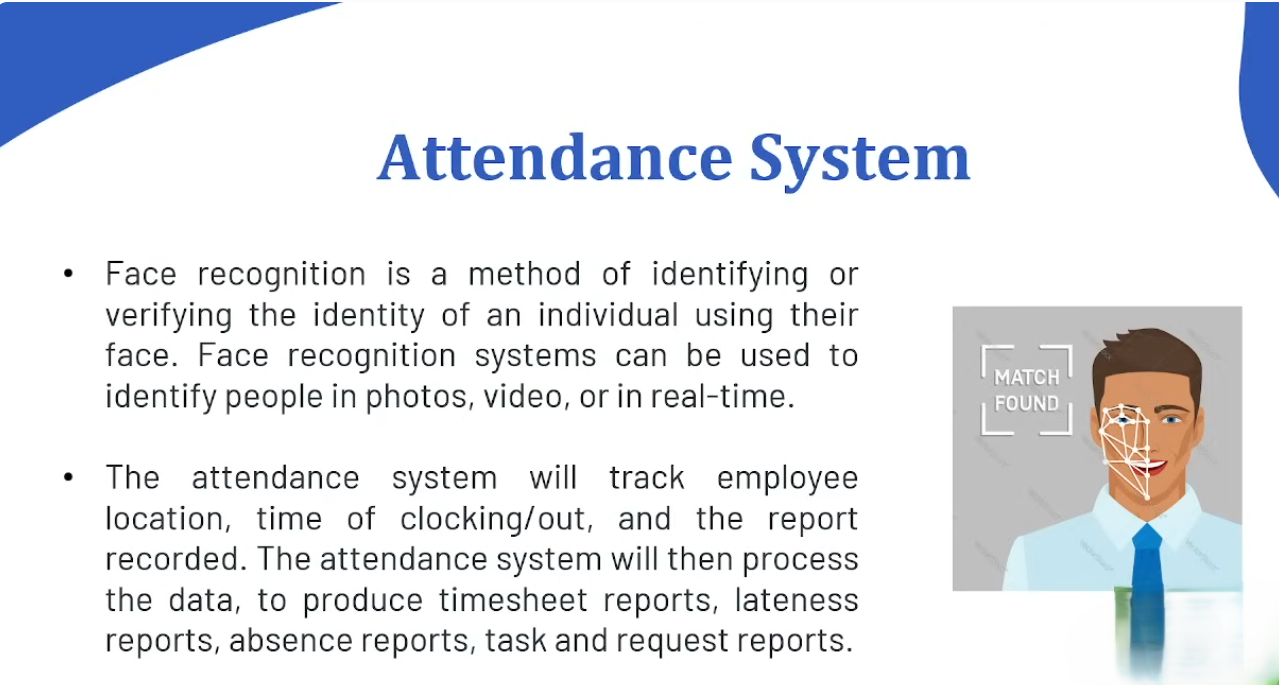 Attendance System
• Face recognition is a method of identifying or
verifying the identity of an individual using their
face. Face recognition systems can be used to
identify people in photos, video, or in real-time.
• The attendance system will track employee
location, time of clocking/out, and the report
recorded. The attendance system will then process
the data, to produce timesheet reports, lateness
reports, absence reports, task and request reports.
MATCH
FOUND